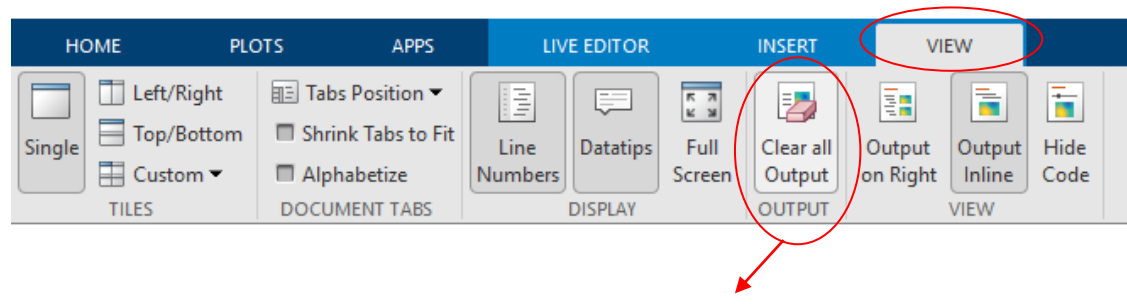 HOME PLOTS APPS LIVE EDITOR INSERT VIEW
Single
Left/Right
Top/Bottom
Custom
TILES
Tabs Position
Shrink Tabs to Fit
Alphabetize
DOCUMENT TABS
Line
Numbers
Datatips
Full
Screen
DISPLAY
Clear all
Output
OUTPUT
Output
on Right
Output
Inline
Hide
Code
VIEW